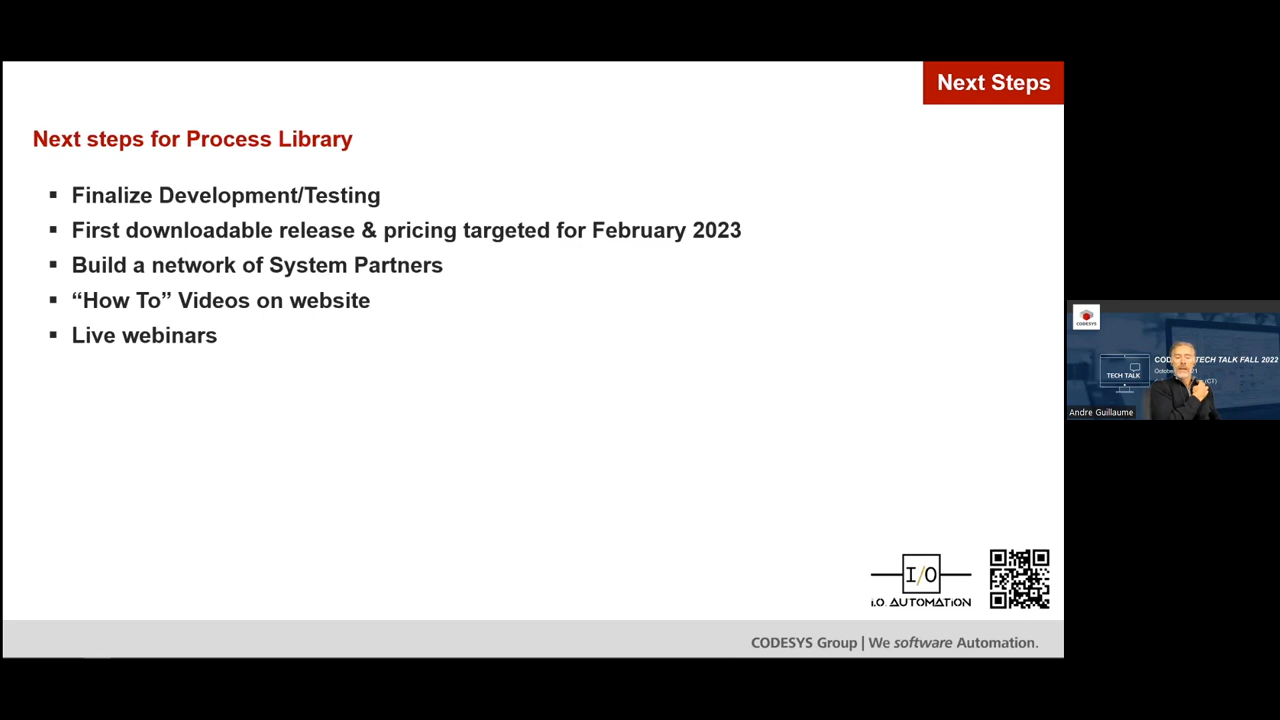 Next Steps
Next steps for Process Library
▪ Finalize Development/Testing
▪ First downloadable release & pricing targeted for February 2023
▪ Build a network of System Partners
▪ “How To” Videos on website
▪ Live webinars
I/O
I.O. AUTOMATION
CODESYS Group | We software Automation.
CODESYS
TECH TALK FALL 2022
TECH TALK
Andre Guillaume